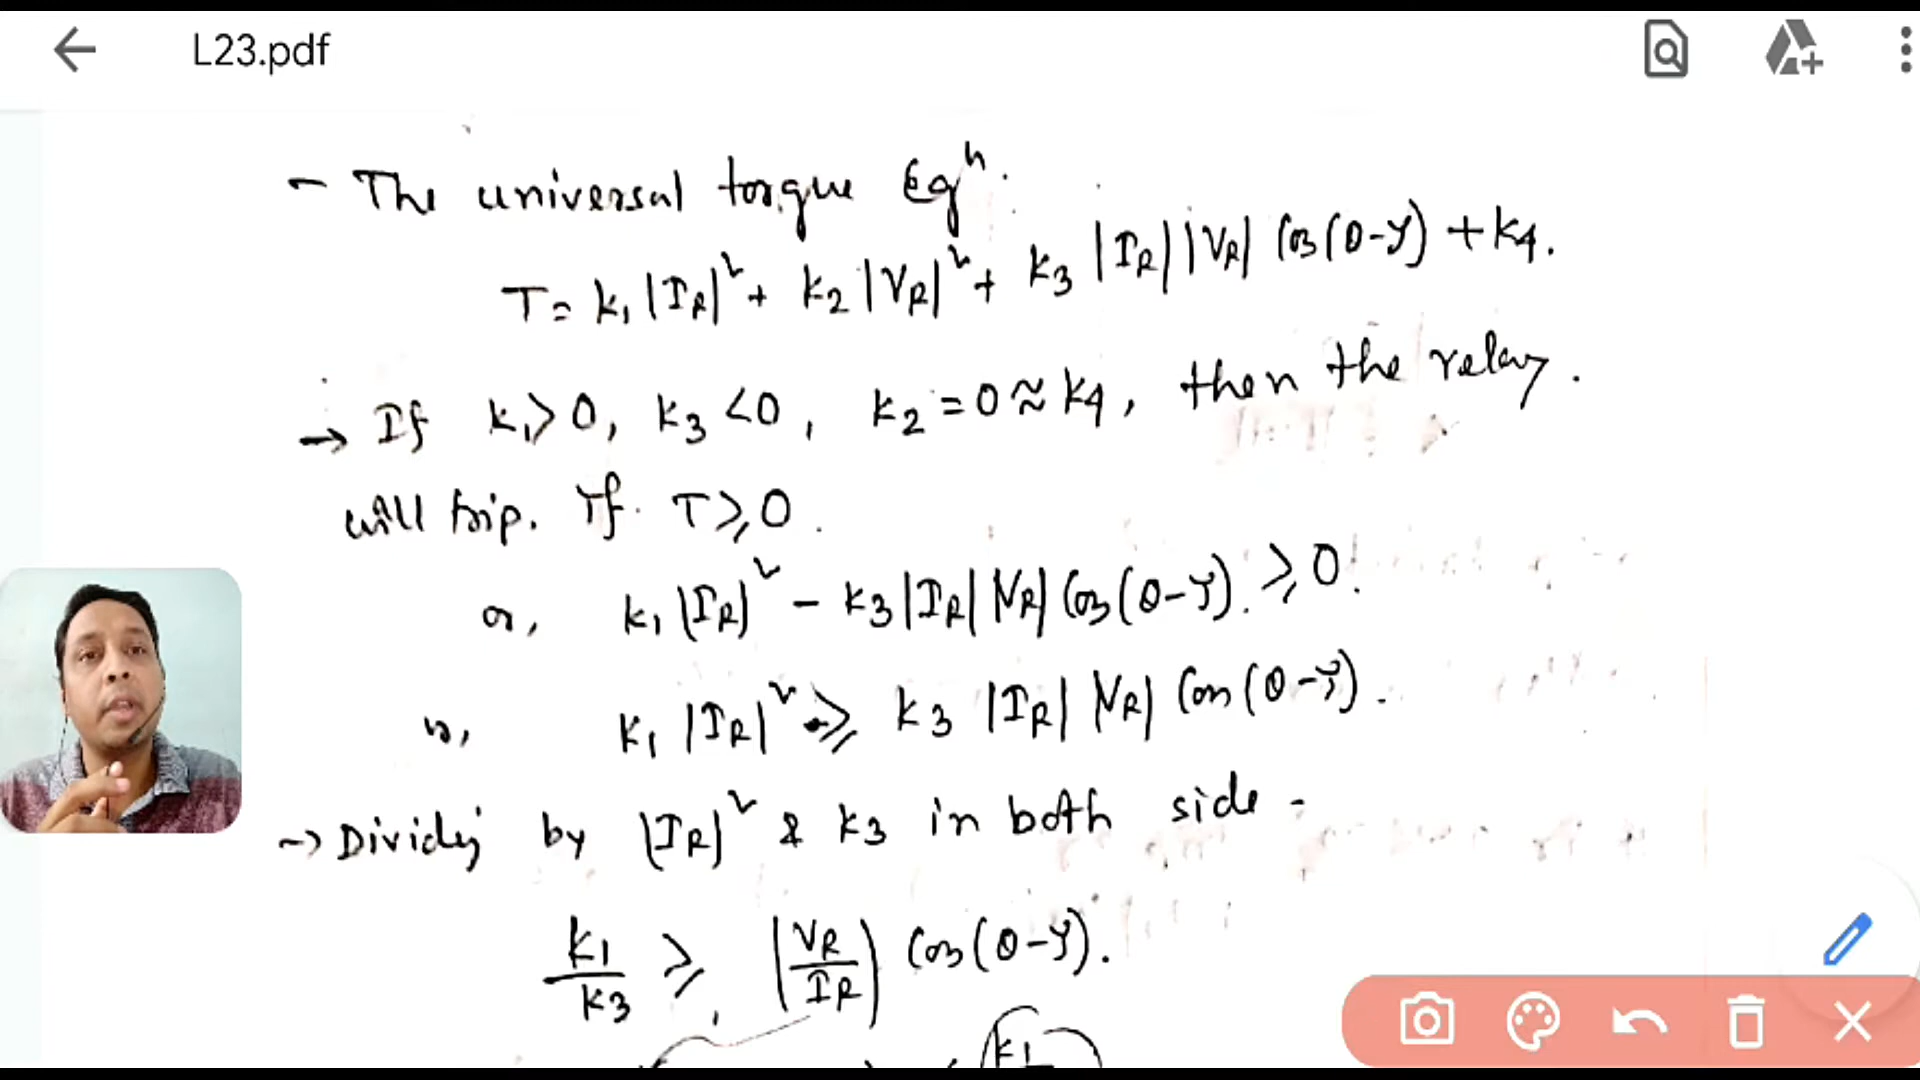 L23.pdf
- The universal torque Eqn.
T = K1 |IR|² + K2 |VR|² + K3 |IR| |VR| Cos(θ-γ) + K4.
→ If K1 > 0, K3 < 0, K2 = 0 ≈ K4, then the relay.
will trip. If. T ≥ 0.
or, K1 |IR|² - K3 |IR| |VR| Cos(θ-γ). ≥ 0.
or, K1 |IR|² ≥ K3 |IR| |VR| Cos(θ-γ).
→ Dividing by |IR|² & K3 in both side -
K1/K3 ≥, |VR/IR| Cos(θ-γ).
K1